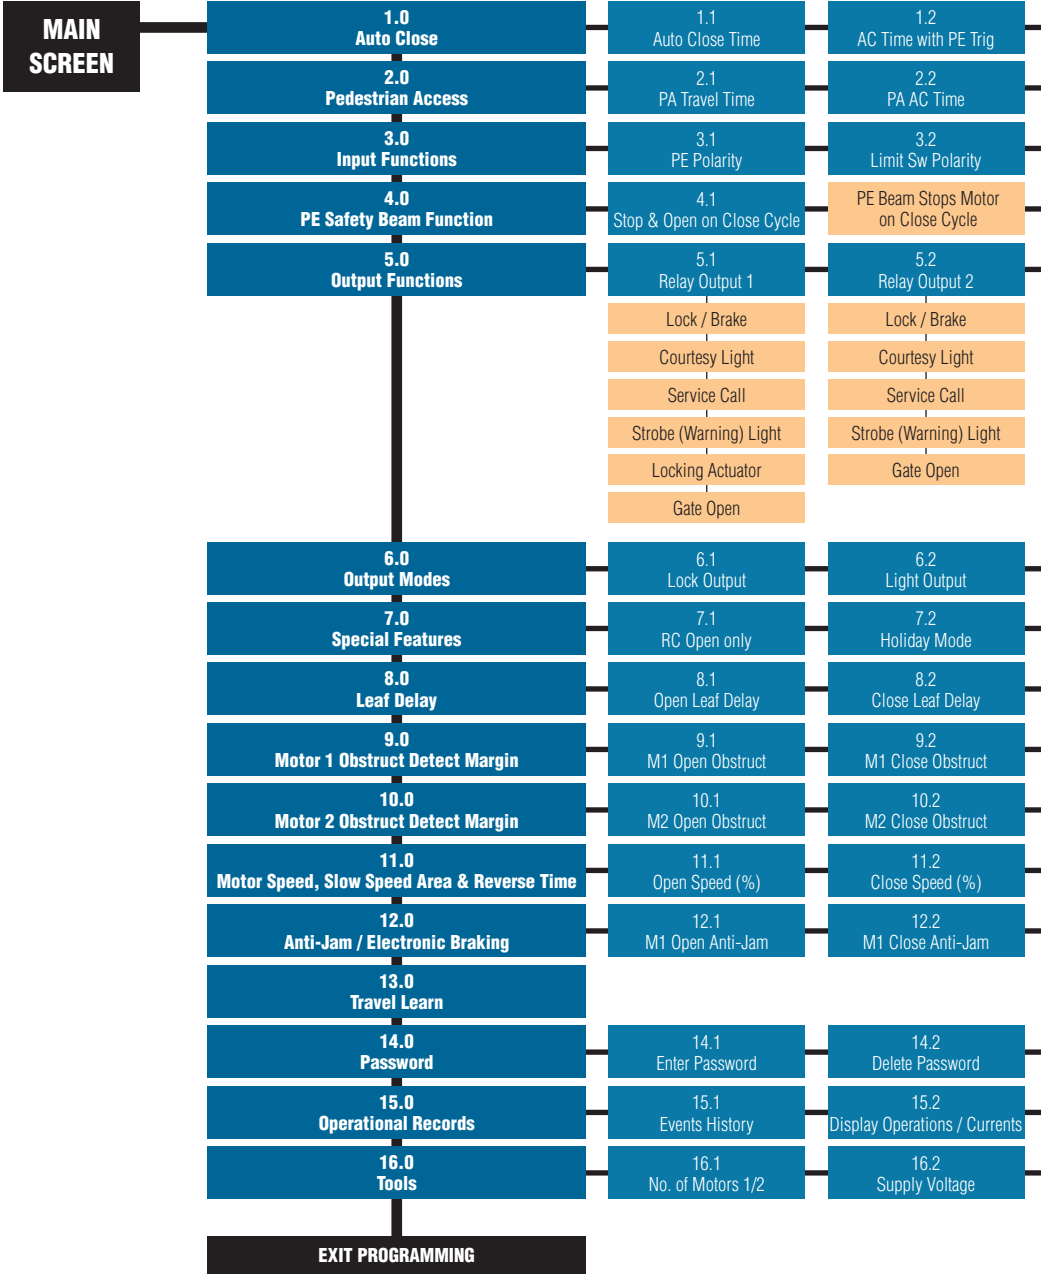 MAIN
SCREEN
1.0
Auto Close
1.1
Auto Close Time
1.2
AC Time with PE Trig
2.0
Pedestrian Access
2.1
PA Travel Time
2.2
PA AC Time
3.0
Input Functions
3.1
PE Polarity
3.2
Limit Sw Polarity
4.0
PE Safety Beam Function
4.1
Stop & Open on Close Cycle
PE Beam Stops Motor
on Close Cycle
5.0
Output Functions
5.1
Relay Output 1
5.2
Relay Output 2
Lock / Brake
Lock / Brake
Courtesy Light
Courtesy Light
Service Call
Service Call
Strobe (Warning) Light
Strobe (Warning) Light
Locking Actuator
Gate Open
Gate Open
6.0
Output Modes
6.1
Lock Output
6.2
Light Output
7.0
Special Features
7.1
RC Open only
7.2
Holiday Mode
8.0
Leaf Delay
8.1
Open Leaf Delay
8.2
Close Leaf Delay
9.0
Motor 1 Obstruct Detect Margin
9.1
M1 Open Obstruct
9.2
M1 Close Obstruct
10.0
Motor 2 Obstruct Detect Margin
10.1
M2 Open Obstruct
10.2
M2 Close Obstruct
11.0
Motor Speed, Slow Speed Area & Reverse Time
11.1
Open Speed (%)
11.2
Close Speed (%)
12.0
Anti-Jam / Electronic Braking
12.1
M1 Open Anti-Jam
12.2
M1 Close Anti-Jam
13.0
Travel Learn
14.0
Password
14.1
Enter Password
14.2
Delete Password
15.0
Operational Records
15.1
Events History
15.2
Display Operations / Currents
16.0
Tools
16.1
No. of Motors 1/2
16.2
Supply Voltage
EXIT PROGRAMMING